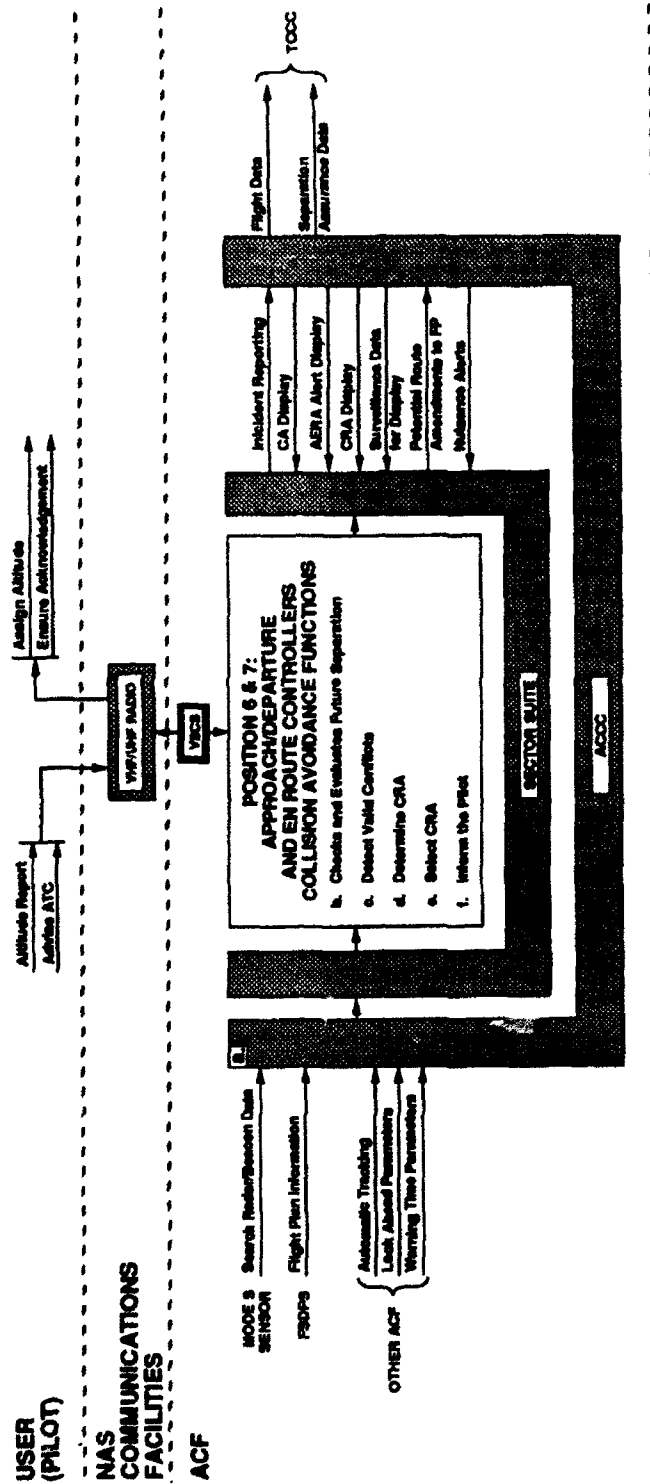 USER
(PILOT)
Altitude Report
Advise ATC
Assign Altitude
Ensure Acknowledgement
NAS
COMMUNICATIONS
FACILITIES
VHF/UHF RADIO
ACF
VSCS
MODE S
SENSOR
Search Radar/Beacon Data
FSDPS
Flight Plan Information
OTHER ACF
Automatic Tracking
Look Ahead Parameters
Warning Time Parameters
a.
POSITION 6 & 7:
APPROACH/DEPARTURE
AND EN ROUTE CONTROLLERS
COLLISION AVOIDANCE FUNCTIONS
b. Checks and Evaluates Future Separation
c. Detect Valid Conflicts
d. Determine CRA
e. Select CRA
f. Inform the Pilot
SECTOR SUITE
ACCC
Incident Reporting
CA Display
AERA Alert Display
CRA Display
Surveillance Data
for Display
Potential Route
Amendments to FP
Nuisance Alerts
Flight Data
Separation
Assurance Data
TCCC